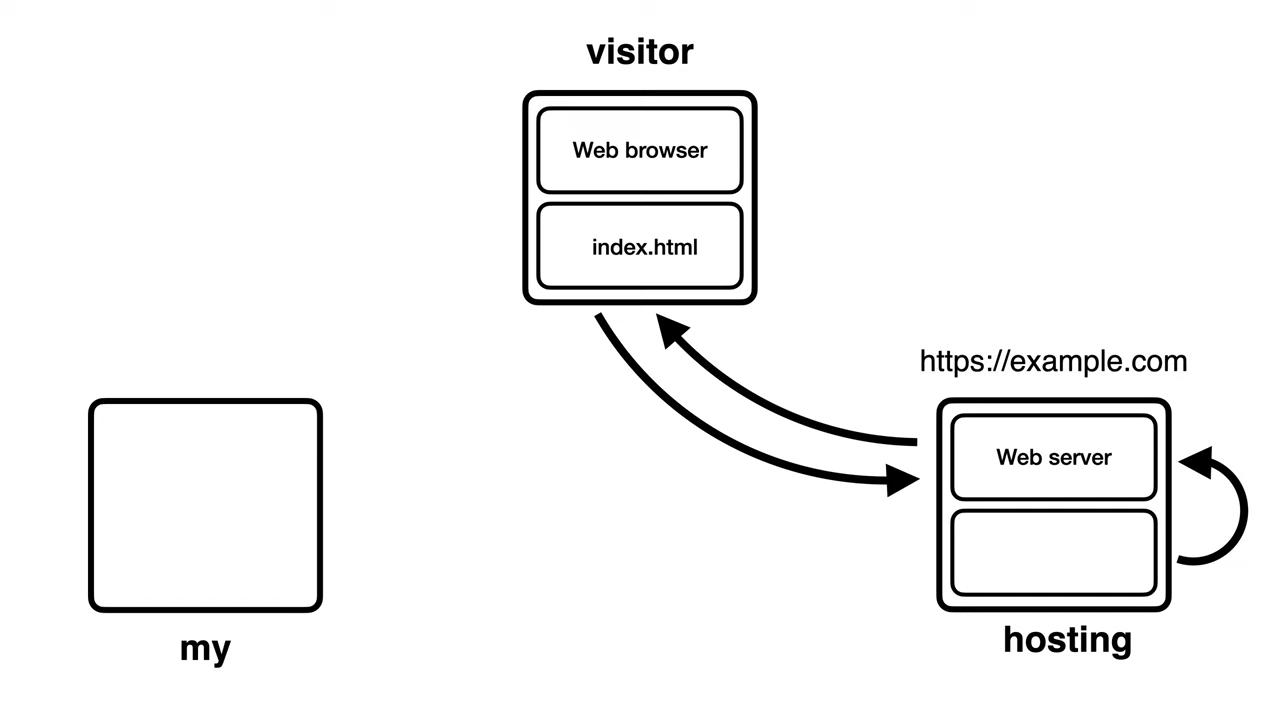 visitor
Web browser
index.html
https://example.com
Web server
my
hosting